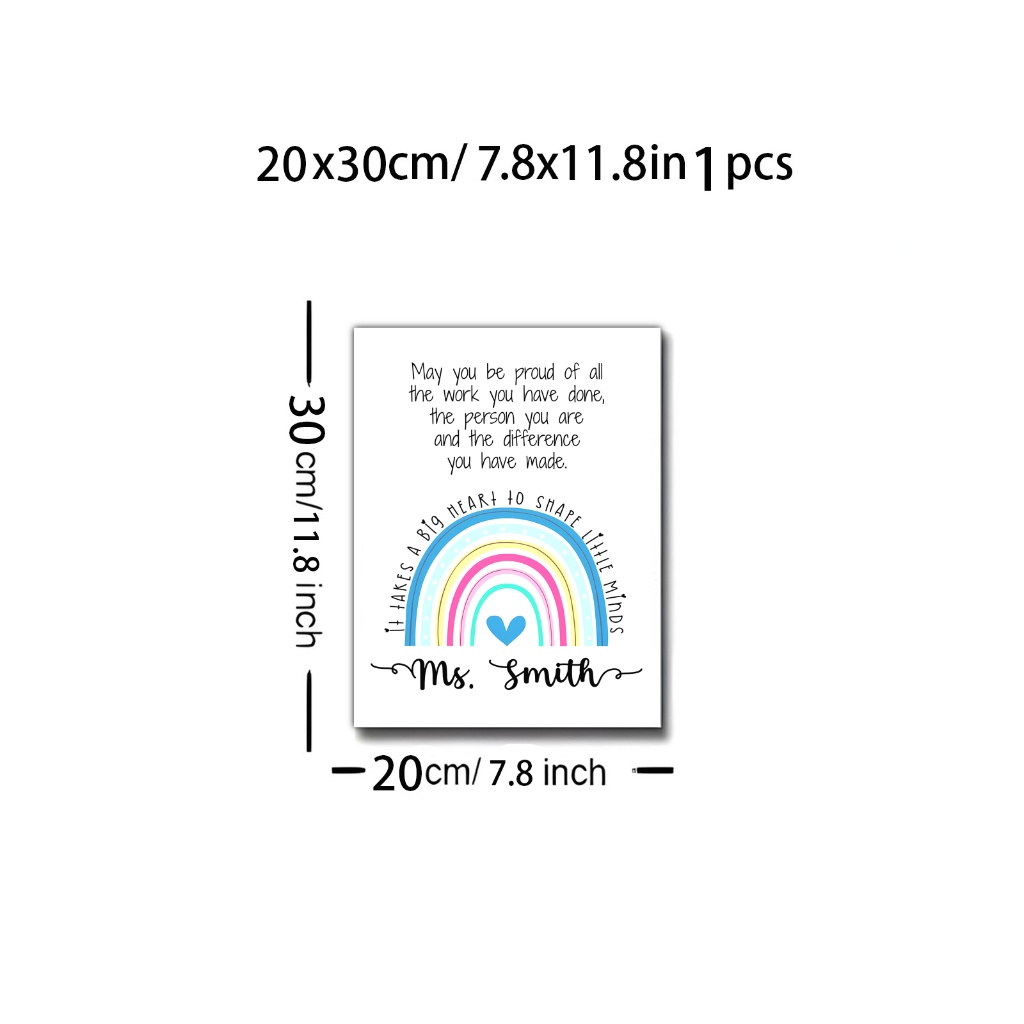 20x30cm/ 7.8x11.8in 1 pcs
May you be proud of all
the work you have done,
the person you are
and the difference
you have made.
IT TAKES A BIG HEART TO SHAPE LITTLE MINDS
Ms. Smith
30cm/11.8 inch
20cm/ 7.8 inch